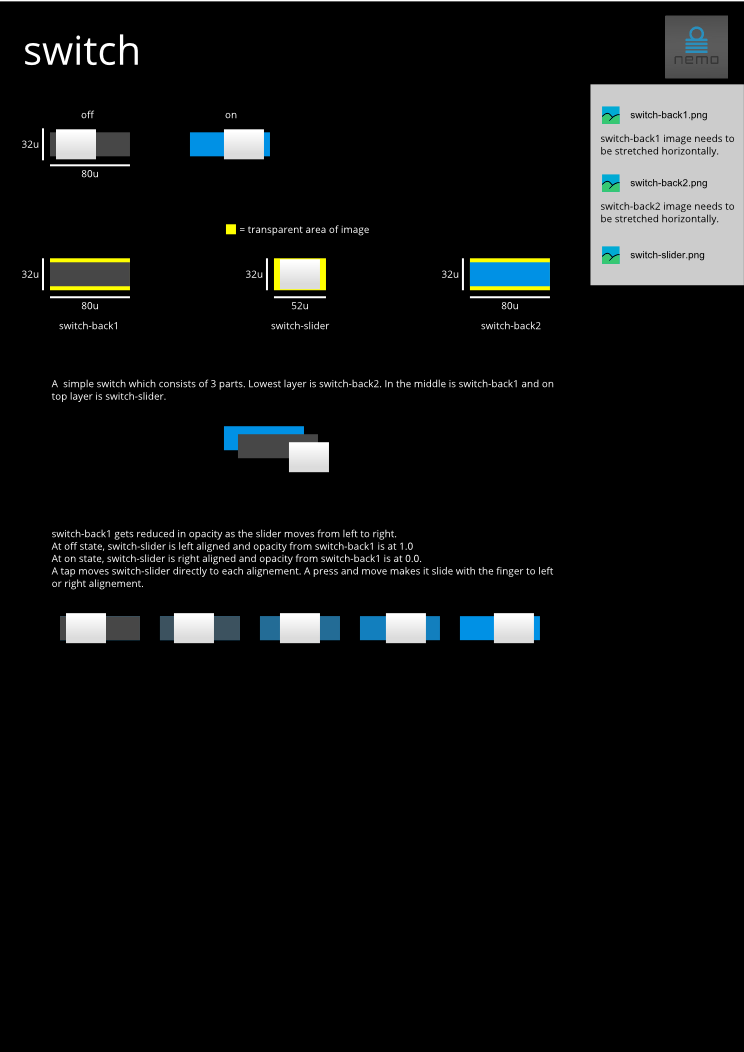 switch
nemo
off
on
32u
80u
switch-back1.png
switch-back1 image needs to
be stretched horizontally.
switch-back2.png
switch-back2 image needs to
be stretched horizontally.
switch-slider.png
= transparent area of image
32u
80u
switch-back1
32u
52u
switch-slider
32u
80u
switch-back2
A  simple switch which consists of 3 parts. Lowest layer is switch-back2. In the middle is switch-back1 and on
top layer is switch-slider.
switch-back1 gets reduced in opacity as the slider moves from left to right.
At off state, switch-slider is left aligned and opacity from switch-back1 is at 1.0
At on state, switch-slider is right aligned and opacity from switch-back1 is at 0.0.
A tap moves switch-slider directly to each alignement. A press and move makes it slide with the finger to left
or right alignement.